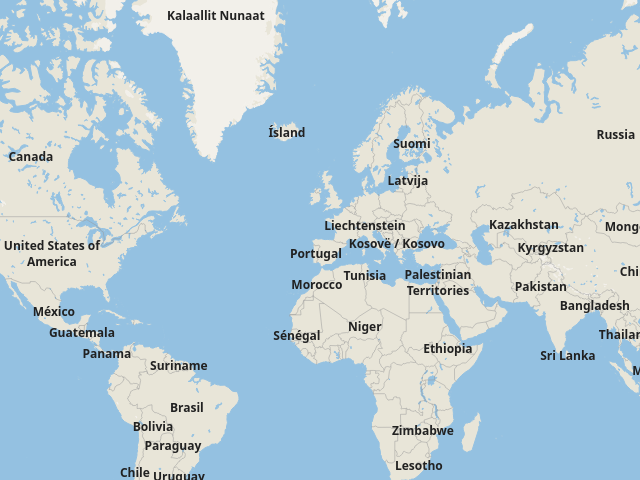 Kalaallit Nunaat
Ísland
Suomi
Russia
Canada
Latvija
Liechtenstein
Kazakhstan
Mong
United States of
America
Kosovë / Kosovo
Kyrgyzstan
Portugal
Tunisia
Palestinian
Territories
Chi
Morocco
Pakistan
Bangladesh
México
Guatemala
Sénégal
Niger
Thailan
Panama
Ethiopia
Sri Lanka
Suriname
M
Brasil
Bolivia
Zimbabwe
Paraguay
Lesotho
Chile
Uruguay